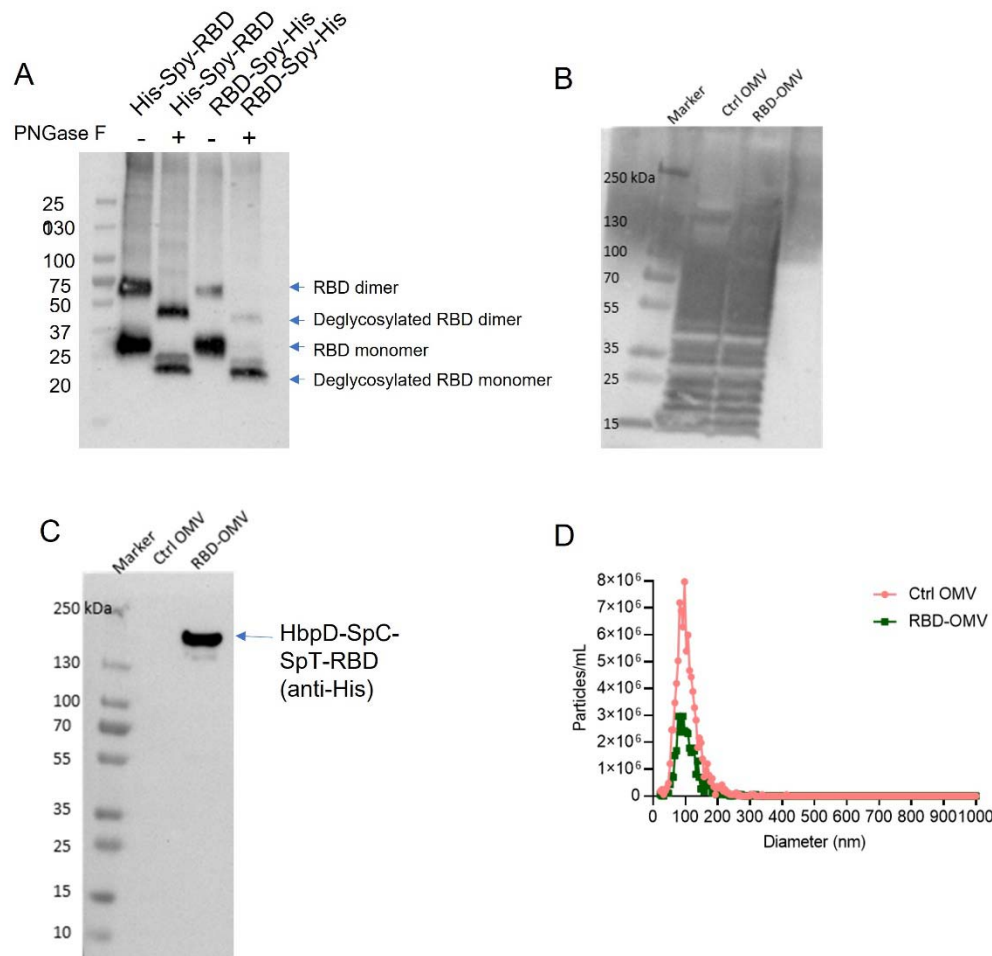 A
His-Spy-RBD
His-Spy-RBD
RBD-Spy-His
RBD-Spy-His
PNGase F - + - +
25
0
130
100
75
50
37
25
20
RBD dimer
Deglycosylated RBD dimer
RBD monomer
Deglycosylated RBD monomer
B
Marker
Ctrl OMV
RBD-OMV
250 kDa
130
100
70
55
35
25
15
C
Marker
Ctrl OMV
RBD-OMV
250 kDa
130
100
70
55
35
25
15
10
HbpD-SpC-
SpT-RBD
(anti-His)
D
8×10⁶
7×10⁶
6×10⁶
5×10⁶
4×10⁶
3×10⁶
2×10⁶
1×10⁶
0
Particles/mL
0 100 200 300 400 500 600 700 800 900 1000
Diameter (nm)
Ctrl OMV
RBD-OMV